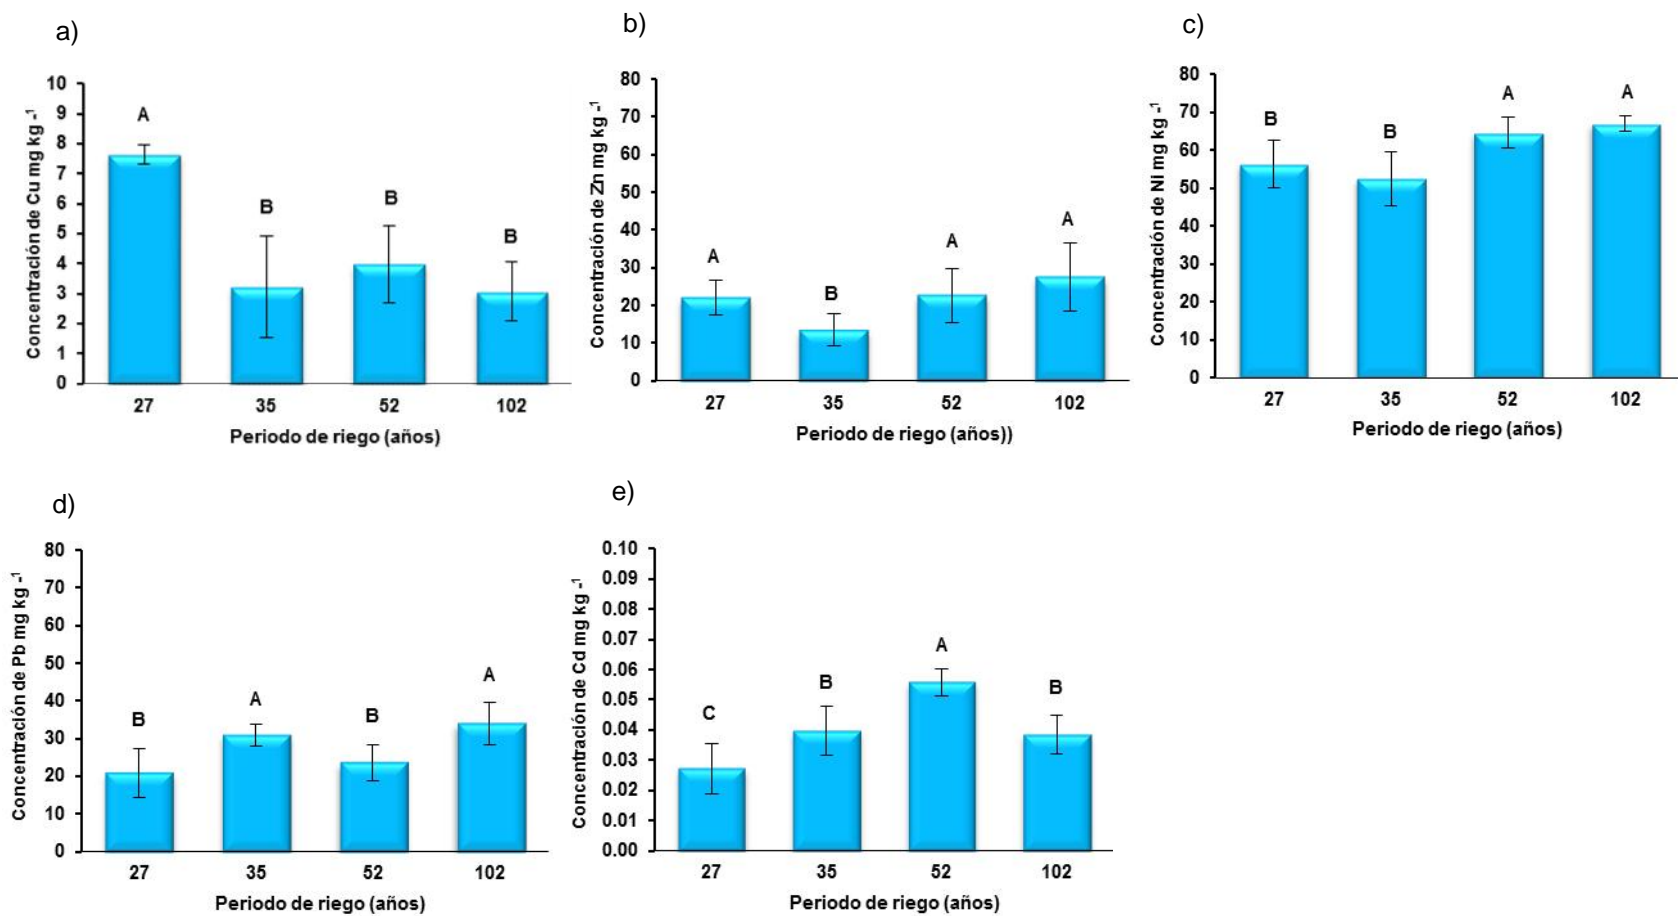 a)
Concentración de Cu mg kg -1
10
9
8
7
6
5
4
3
2
1
0
A
B
B
B
27 35 52 102
Periodo de riego (años)
b)
Concentración de Zn mg kg -1
80
70
60
50
40
30
20
10
0
A
B
A
A
27 35 52 102
Periodo de riego (años))
c)
Concentración de Ni mg kg -1
80
70
60
50
40
30
20
10
0
B
B
A
A
27 35 52 102
Periodo de riego (años)
d)
Concentración de Pb mg kg -1
80
70
60
50
40
30
20
10
0
B
A
B
A
27 35 52 102
Periodo de riego (años)
e)
Concentración de Cd mg kg -1
0.10
0.09
0.08
0.07
0.06
0.05
0.04
0.03
0.02
0.01
0.00
C
B
A
B
27 35 52 102
Periodo de riego (años)